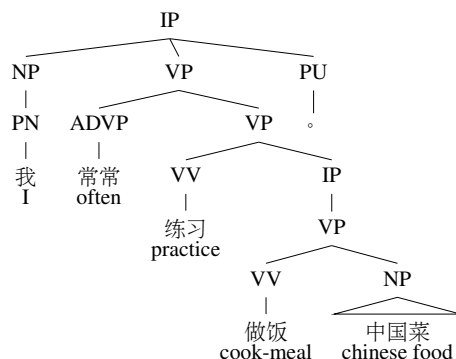 IP
NP VP PU
PN ADVP VP 。
我 常常 VV IP
I often
练习 VP
practice
VV NP
做饭 中国菜
cook-meal chinese food